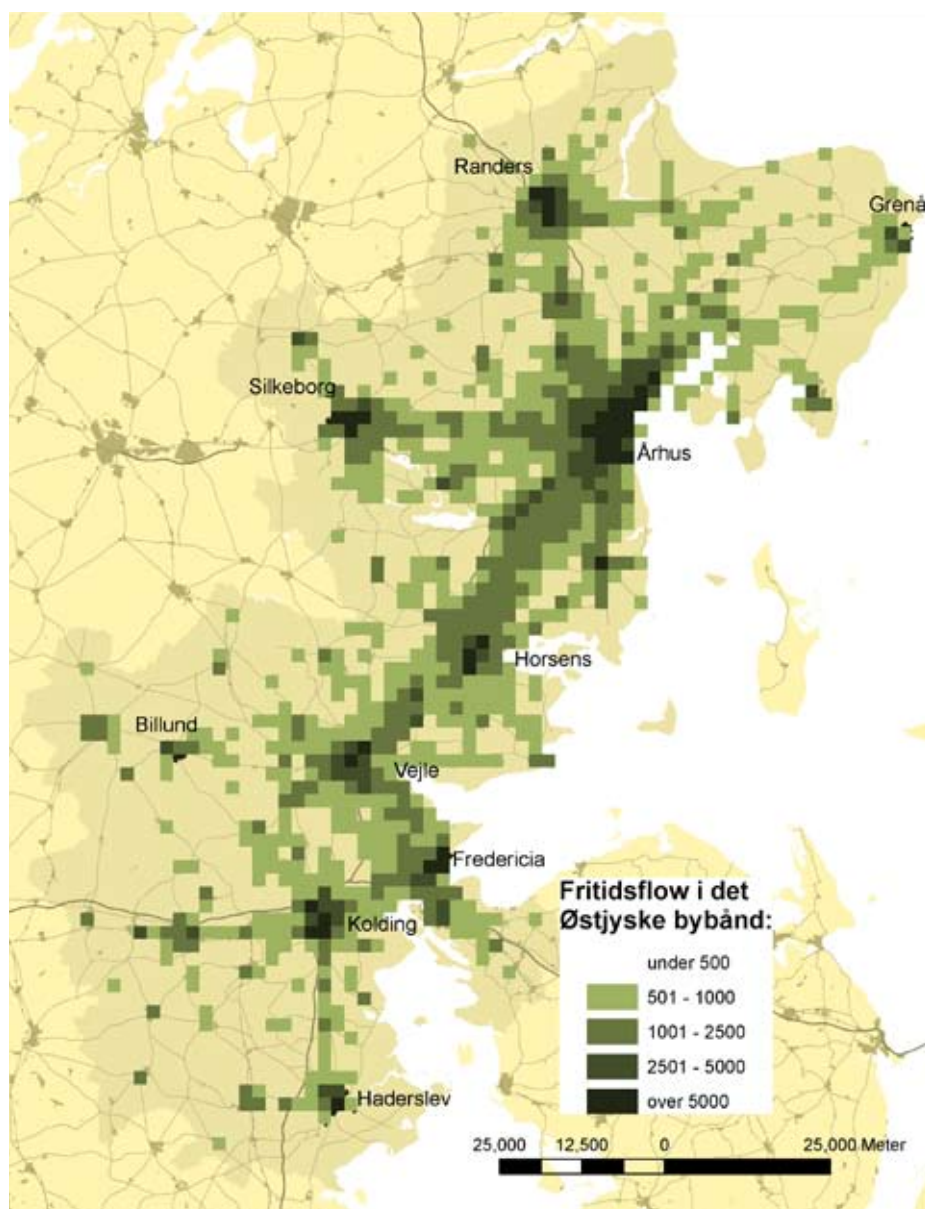 Randers
Grenå
Silkeborg
Århus
Horsens
Billund
Vejle
Fredericia
Kolding
Haderslev
Fritidsflow i det
Østjyske bybånd:
under 500
501 - 1000
1001 - 2500
2501 - 5000
over 5000
25,000 12,500 0 25,000 Meter